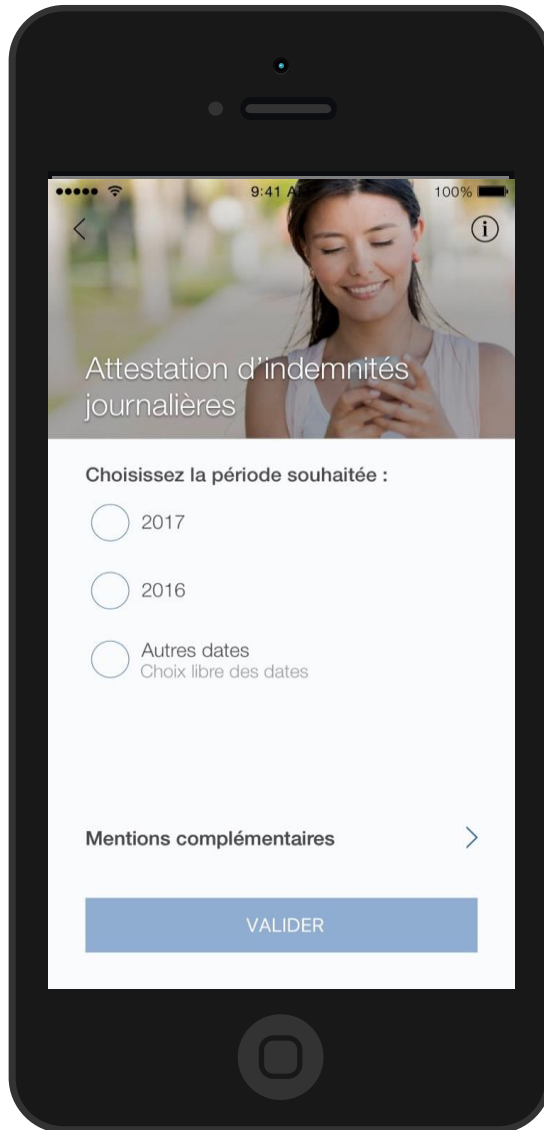 9:41 A
100%
Attestation d'indemnités
journalières
Choisissez la période souhaitée :
2017
2016
Autres dates
Choix libre des dates
Mentions complémentaires
VALIDER